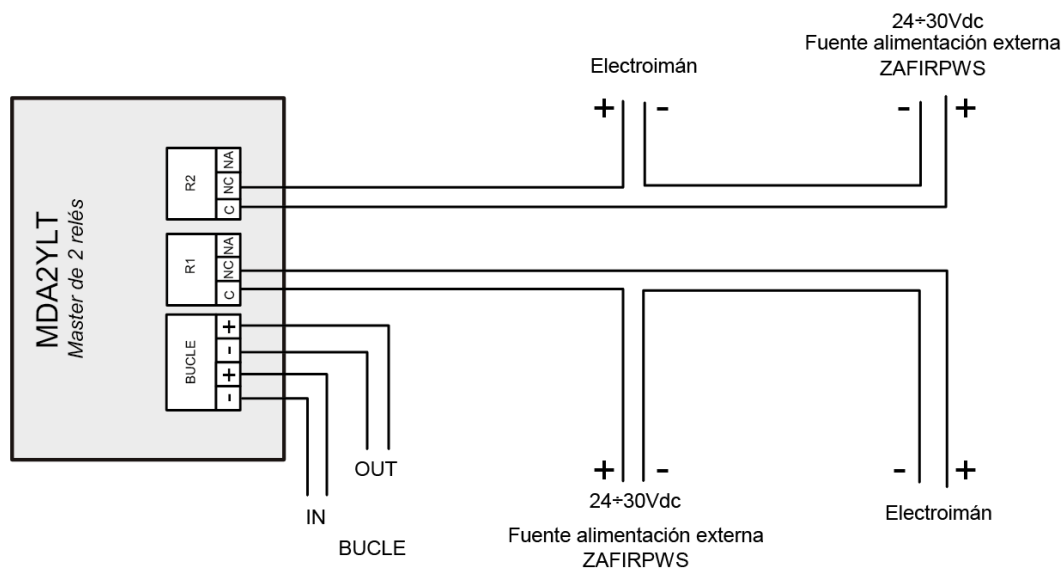 24÷30Vdc
Fuente alimentación externa
ZAFIRPWS
Electroimán
+ -
- +
MDA2YLT
Master de 2 relés
R2
NA
NC
C
R1
NA
NC
C
BUCLE
+
-
+
-
OUT
IN
BUCLE
+ -
24÷30Vdc
Fuente alimentación externa
ZAFIRPWS
- +
Electroimán